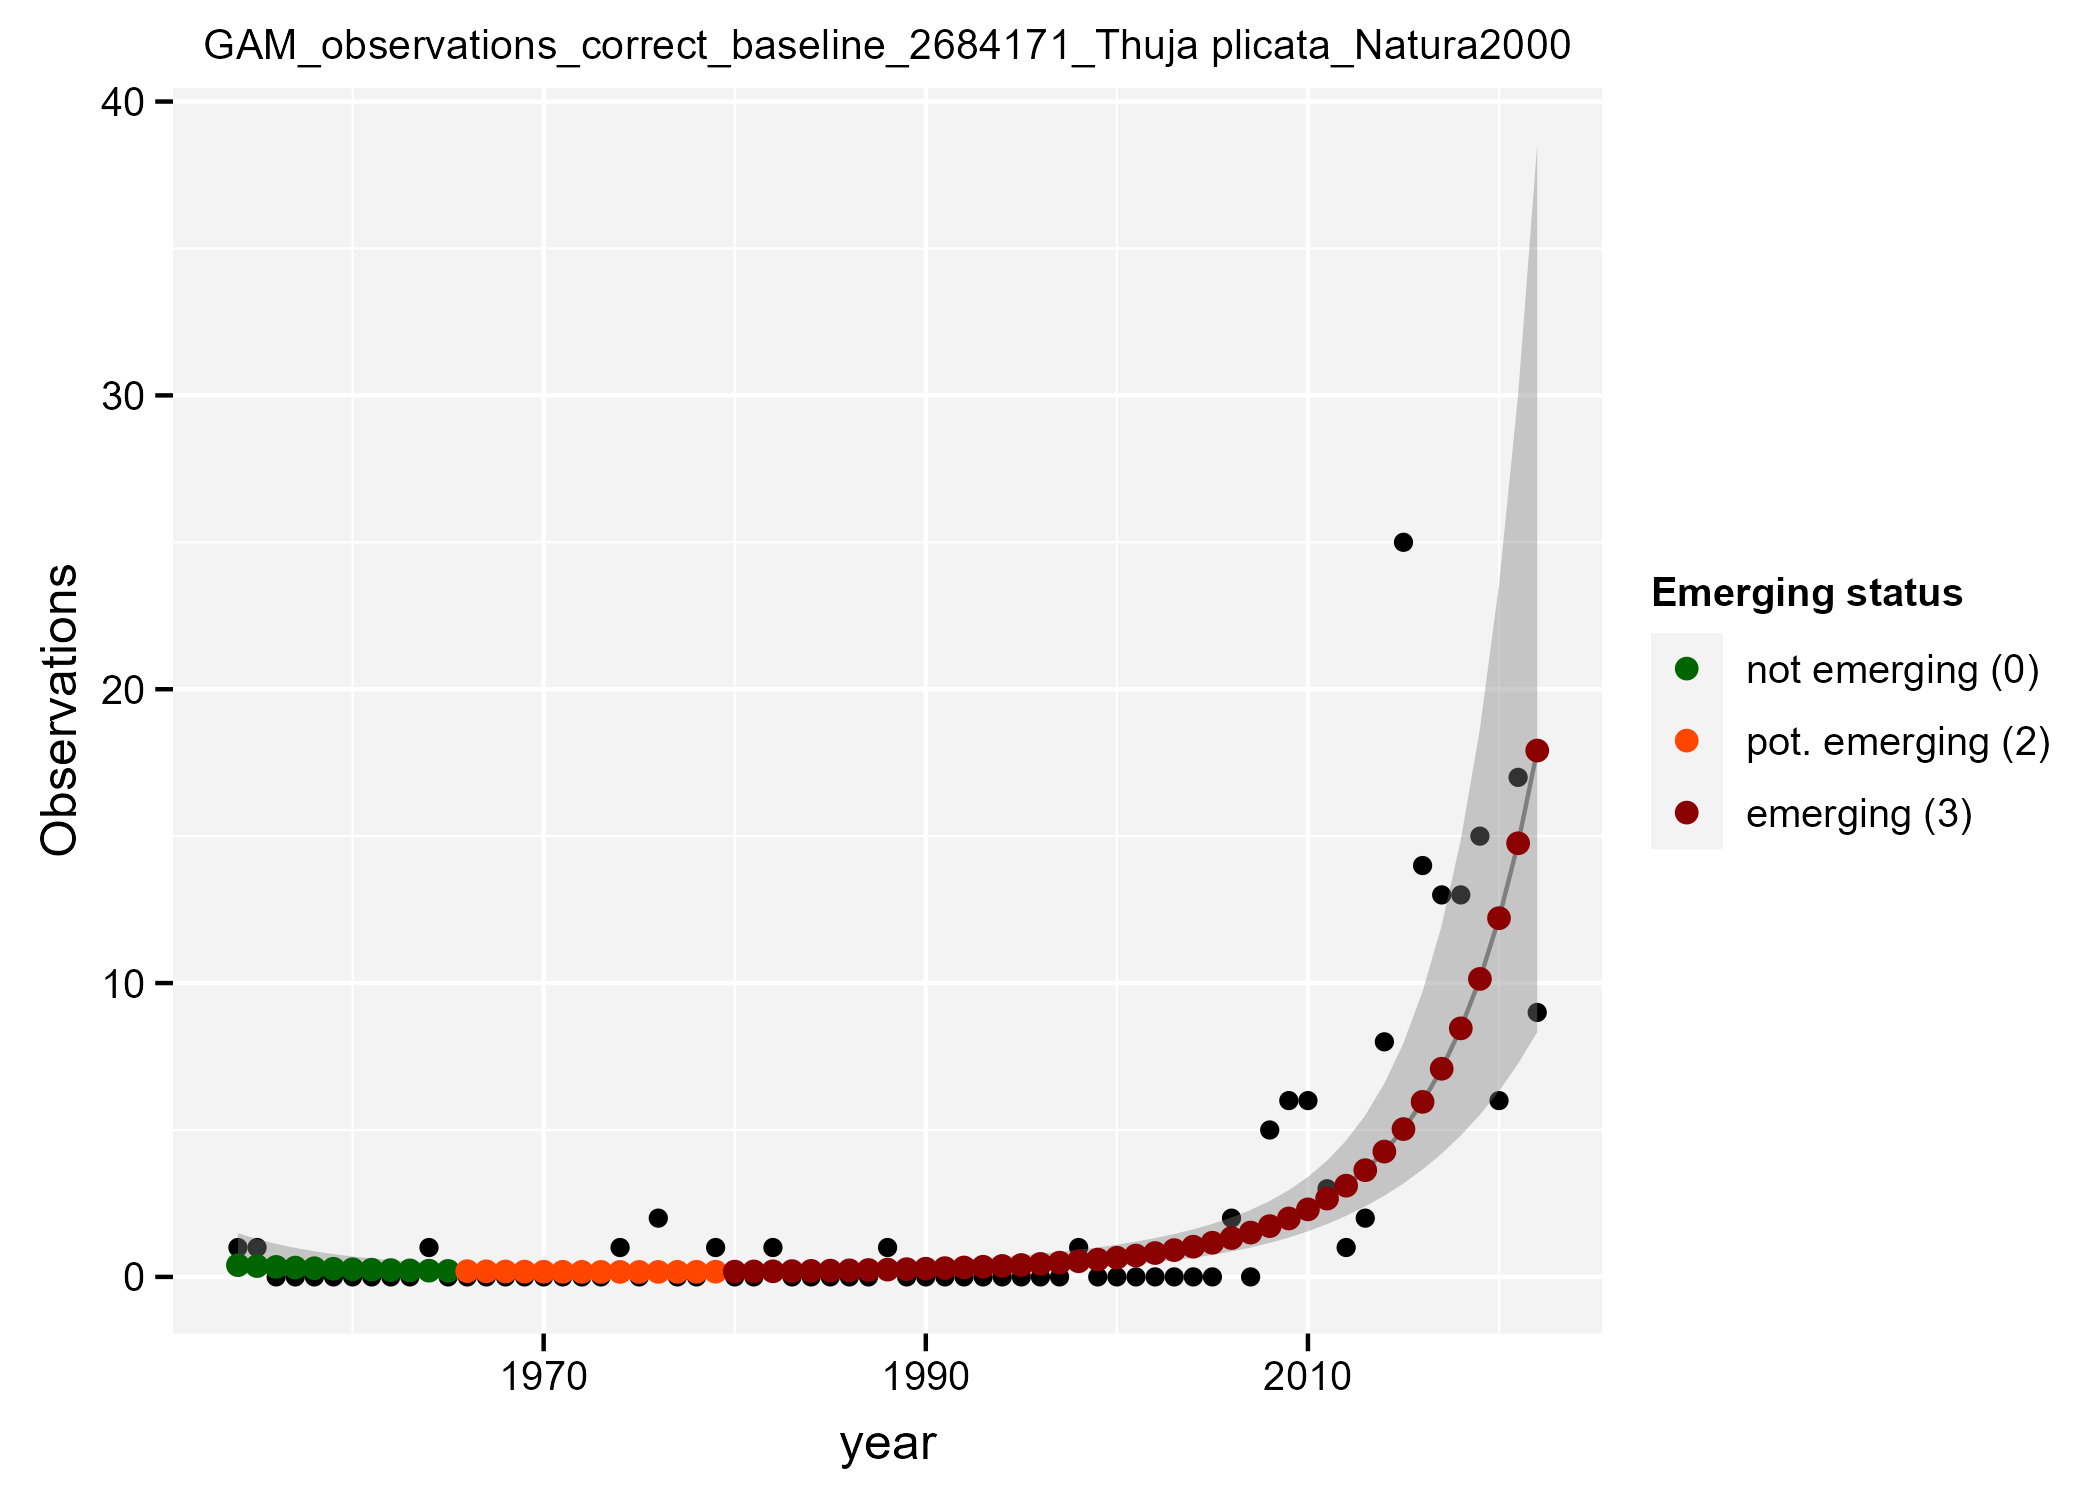 GAM_observations_correct_baseline_2684171_Thuja plicata_Natura2000
40
30
20
10
0
Observations
1970
1990
2010
year
Emerging status
not emerging (0)
pot. emerging (2)
emerging (3)